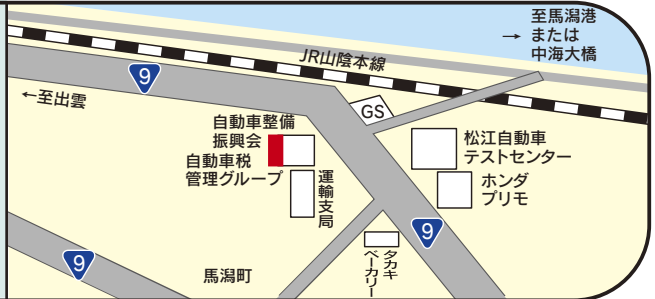 至馬潟港
→ または
中海大橋
JR山陰本線
9
←至出雲
GS
自動車整備
振興会
自動車税
管理グループ
運輸支局
松江自動車
テストセンター
ホンダ
プリモ
9
9
馬潟町
タカキ
ベーカリー